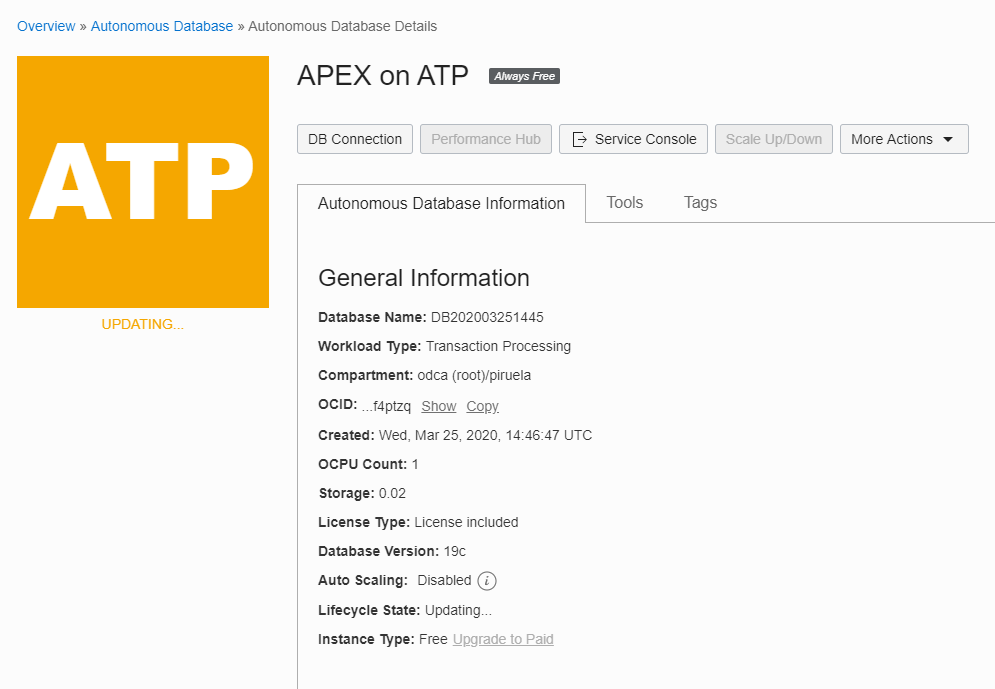 Overview » Autonomous Database » Autonomous Database Details
ATP
UPDATING...
APEX on ATP Always Free
DB Connection Performance Hub Service Console Scale Up/Down More Actions
Autonomous Database Information Tools Tags
General Information
Database Name: DB202003251445
Workload Type: Transaction Processing
Compartment: odca (root)/piruela
OCID: ...f4ptzq Show Copy
Created: Wed, Mar 25, 2020, 14:46:47 UTC
OCPU Count: 1
Storage: 0.02
License Type: License included
Database Version: 19c
Auto Scaling: Disabled i
Lifecycle State: Updating...
Instance Type: Free Upgrade to Paid